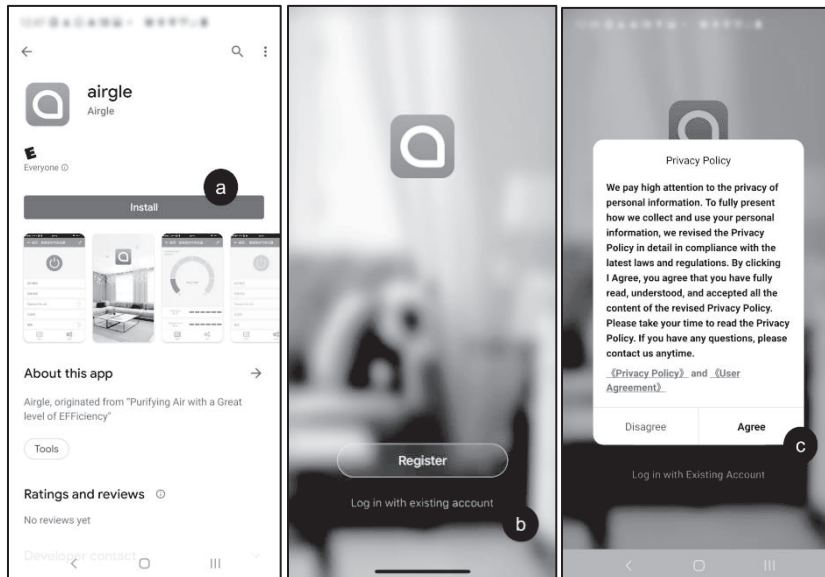 airgle
Airgle
E
Everyone
a
Install
About this app
Airgle, originated from "Purifying Air with a Great
level of EFFiciency"
Tools
Ratings and reviews
No reviews yet
Developer contact
Register
Log in with existing account
b
Privacy Policy
We pay high attention to the privacy of
personal information. To fully present
how we collect and use your personal
information, we revised the Privacy
Policy in detail in compliance with the
latest laws and regulations. By clicking
I Agree, you agree that you have fully
read, understood, and accepted all the
content of the revised Privacy Policy.
Please take your time to read the Privacy
Policy. If you have any questions, please
contact us anytime.
《Privacy Policy》 and 《User
Agreement》
Disagree
Agree
c
Log in with Existing Account